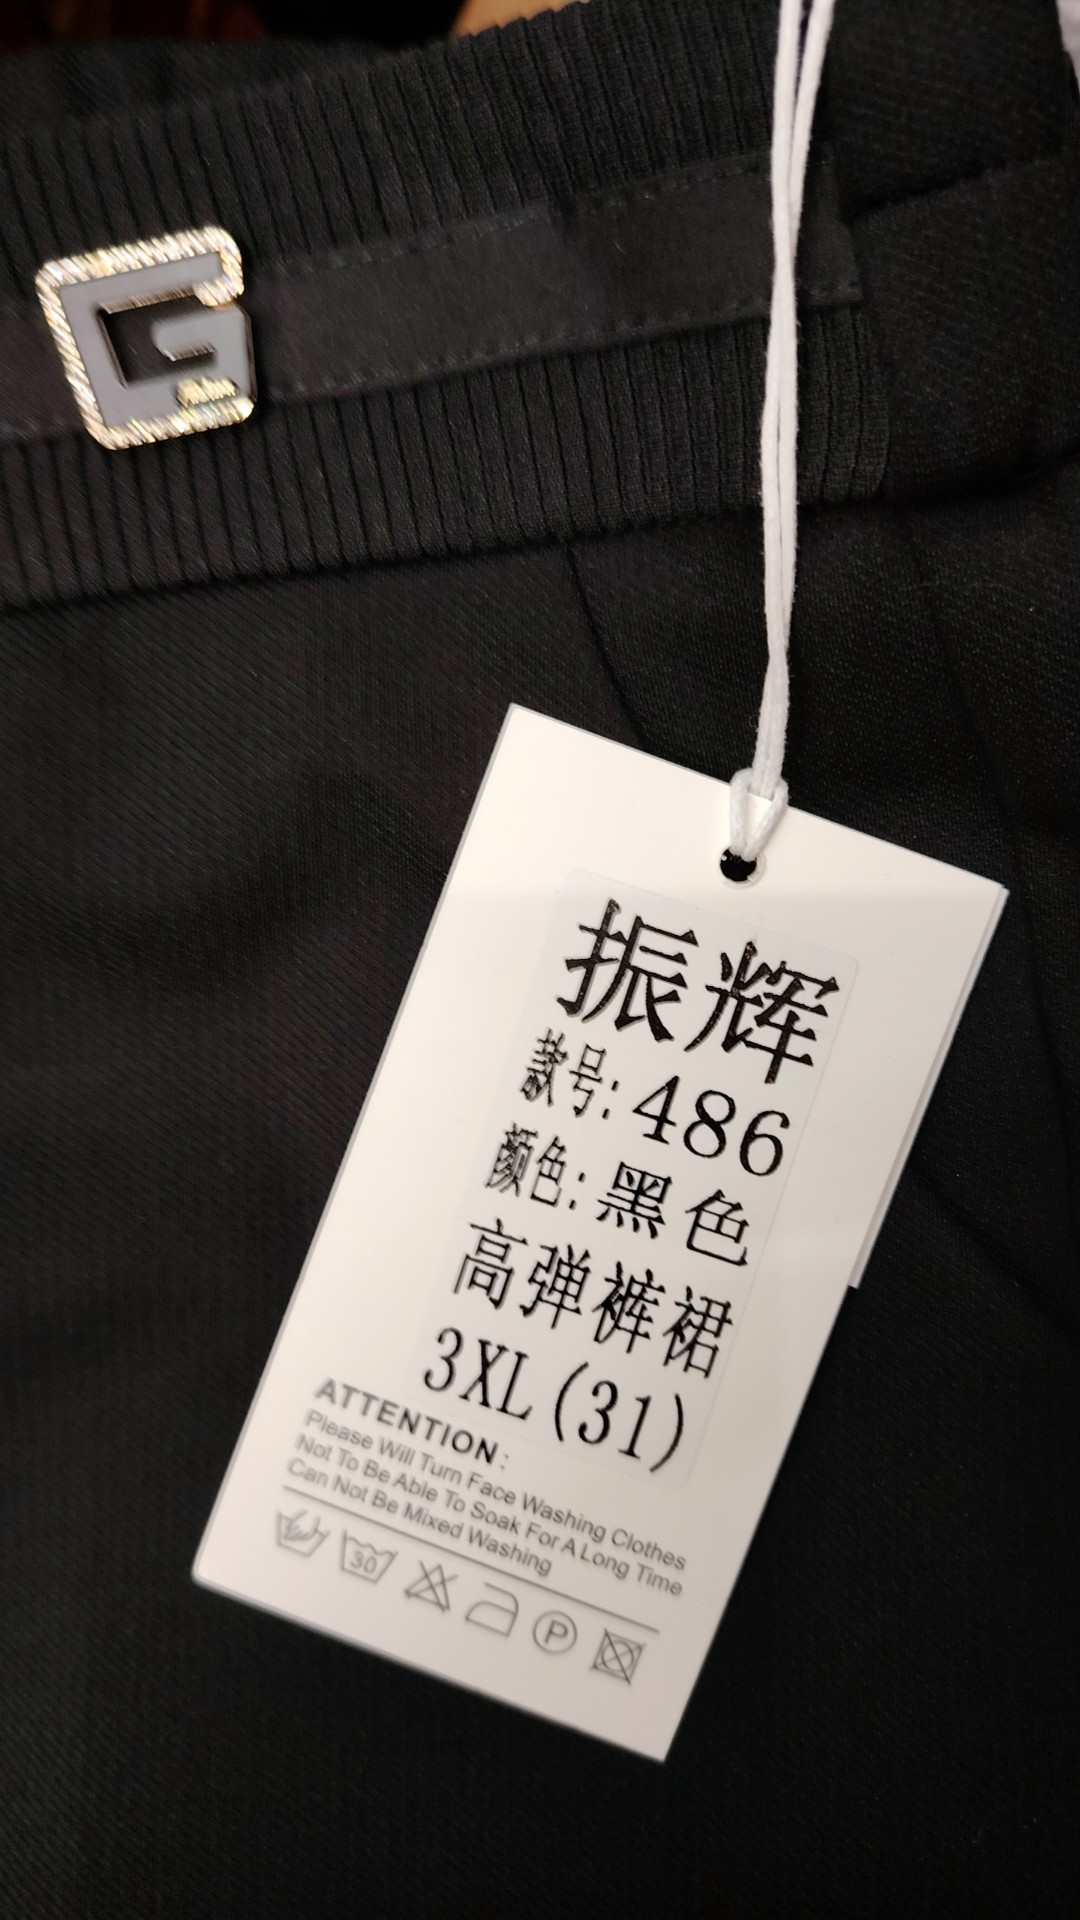 G
振辉
款号:486
颜色:黑色
高弹裤裙
3XL(31)
ATTENTION:
Please Will Turn Face Washing Clothes
Not To Be Able To Soak For A Long Time
Can Not Be Mixed Washing
30
P